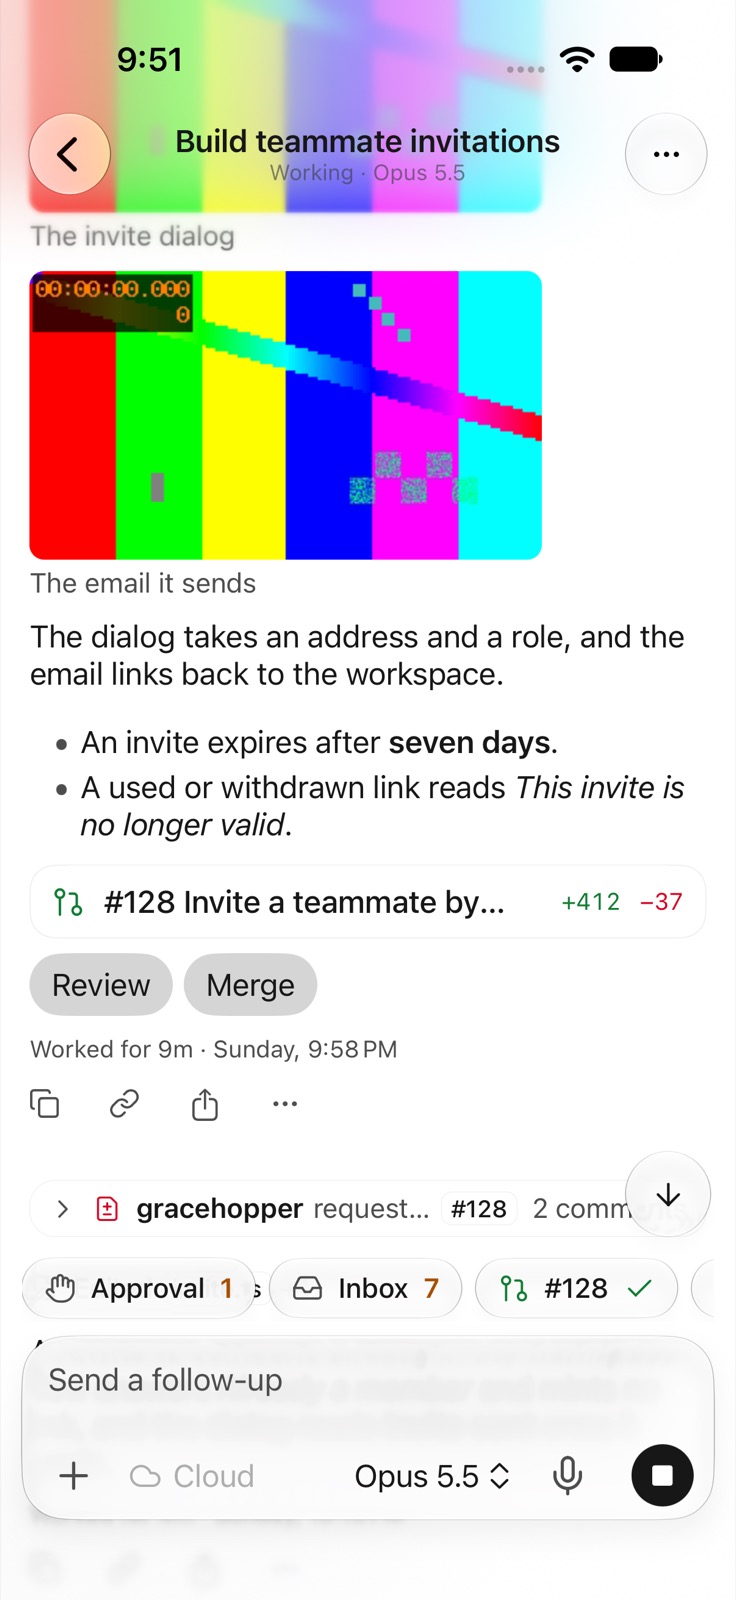 9:51
Build teammate invitations
Working · Opus 5.5
The invite dialog
00:00:00.000
0
The email it sends
The dialog takes an address and a role, and the
email links back to the workspace.
• An invite expires after seven days.
• A used or withdrawn link reads This invite is
no longer valid.
#128 Invite a teammate by... +412 −37
Review Merge
Worked for 9m · Sunday, 9:58 PM
gracehopper request... #128 2 comm
Approval 1 Inbox 7 #128
Send a follow-up
Cloud Opus 5.5